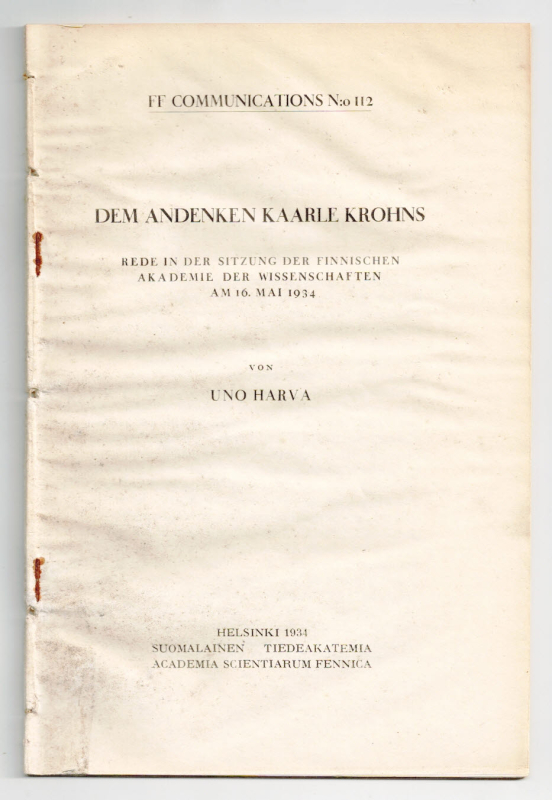 FF COMMUNICATIONS N:o 112
DEM ANDENKEN KAARLE KROHNS
REDE IN DER SITZUNG DER FINNISCHEN
AKADEMIE DER WISSENSCHAFTEN
AM 16. MAI 1934
VON
UNO HARVA
HELSINKI 1934
SUOMALAINEN TIEDEAKATEMIA
ACADEMIA SCIENTIARUM FENNICA